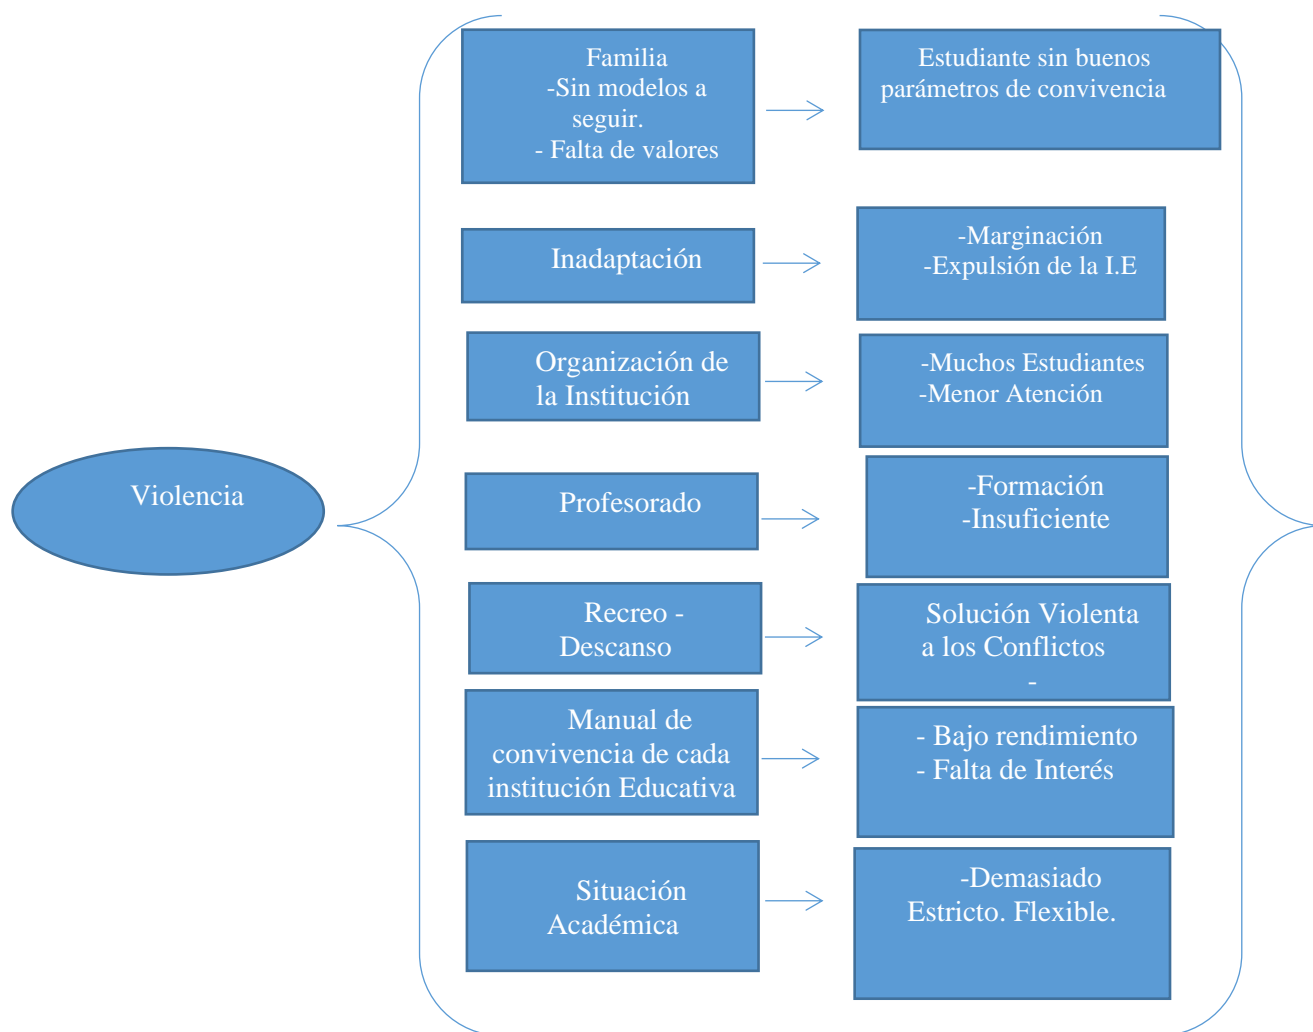 Familia
-Sin modelos a
seguir.
- Falta de valores
Estudiante sin buenos
parámetros de convivencia
Inadaptación
-Marginación
-Expulsión de la I.E
Organización de
la Institución
-Muchos Estudiantes
-Menor Atención
Violencia
Profesorado
-Formación
-Insuficiente
Recreo -
Descanso
Solución Violenta
a los Conflictos
-
Manual de
convivencia de cada
institución Educativa
- Bajo rendimiento
- Falta de Interés
Situación
Académica
-Demasiado
Estricto. Flexible.